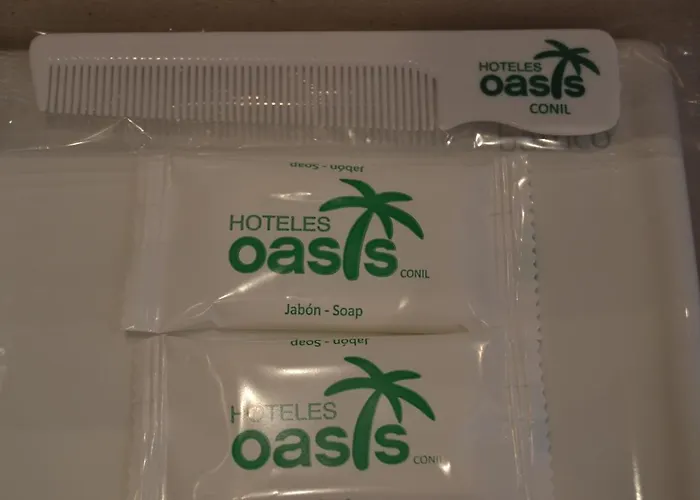 HOTELES
oasis
CONIL
Jabón - Soap
HOTELES
oasis
CONIL
Jabón - Soap
Jabón - Soap
HOTELES
oasis
CONIL